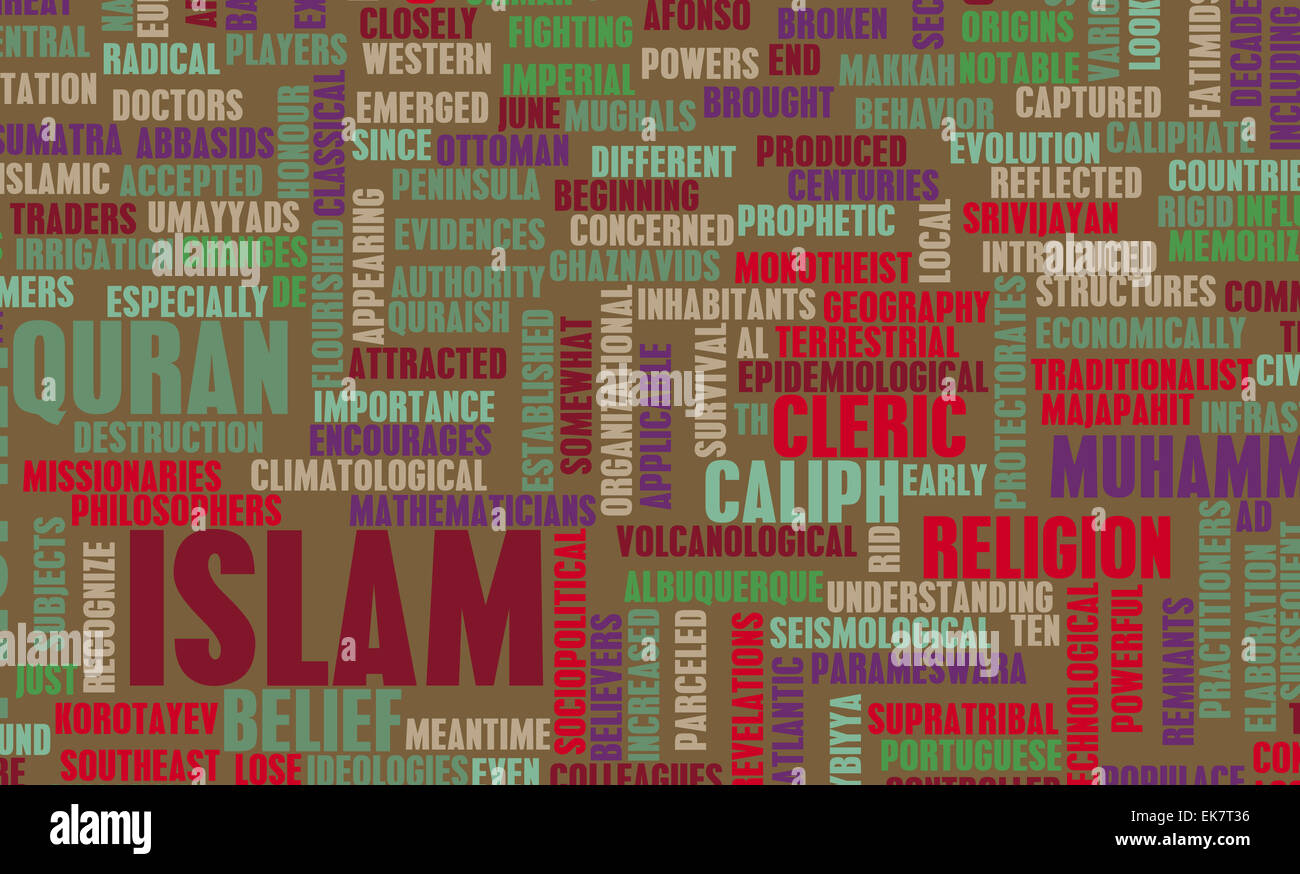 RADICAL
PLAYERS
CLOSELY
WESTERN
FIGHTING
IMPERIAL
AFONSO
POWERS
END
BROKEN
MAKKAH
ORIGINS
NOTABLE
LOOK
FATIMIDS
DECADE
INCLUDING
DOCTORS
HONOUR
CLASSICAL
EMERGED
JUNE
MUGHALS
BROUGHT
BEHAVIOR
CAPTURED
SUMATRA
ABBASIDS
SINCE
OTTOMAN
DIFFERENT
PRODUCED
EVOLUTION
CALIPHATE
ISLAMIC
ACCEPTED
PENINSULA
BEGINNING
CENTURIES
REFLECTED
COUNTRIE
TRADERS
UMAYYADS
APPEARING
EVIDENCES
CONCERNED
PROPHETIC
LOCAL
SRIVIJAYAN
RIGID
INFL
IRRIGATION
CHANGES
FLOURISHED
AUTHORITY
GHAZNAVIDS
MONOTHEIST
INTRODUCED
MEMORIZ
MERS
ESPECIALLY
DE
QURAISH
INHABITANTS
GEOGRAPHY
STRUCTURES
COMM
QURAN
ATTRACTED
ESTABLISHED
SOMEWHAT
ORGANIZATIONAL
APPLICABLE
SURVIVAL
AL
TERRESTRIAL
PROTECTORATES
ECONOMICALLY
IMPORTANCE
EPIDEMIOLOGICAL
TRADITIONALIST
CIV
DESTRUCTION
ENCOURAGES
TH
CLERIC
MAJAPAHIT
INFRAS
MISSIONARIES
CLIMATOLOGICAL
CALIPH
EARLY
MUHAMM
AD
PHILOSOPHERS
MATHEMATICIANS
VOLCANOLOGICAL
RID
RELIGION
SUBJECTS
RECOGNIZE
ISLAM
SOCIOPOLITICAL
ALBUQUERQUE
UNDERSTANDING
PRACTITIONERS
ELABORATION
SUBSEQUENT
BELIEVERS
INCREASED
PARCELED
REVELATIONS
SEISMOLOGICAL
TEN
TECHNOLOGICAL
POWERFUL
REMNANTS
JUST
ATLANTIC
PARAMESWARA
KOROTAYEV
BELIEF
MEANTIME
YBIYYA
SUPRATRIBAL
UND
SOUTHEAST
LOSE
IDEOLOGIES
EVEN
COLLEAGUES
PORTUGUESE
CONTROLLED
POPULACE
CON
alamy
Image ID: EK7T36
www.alamy.com